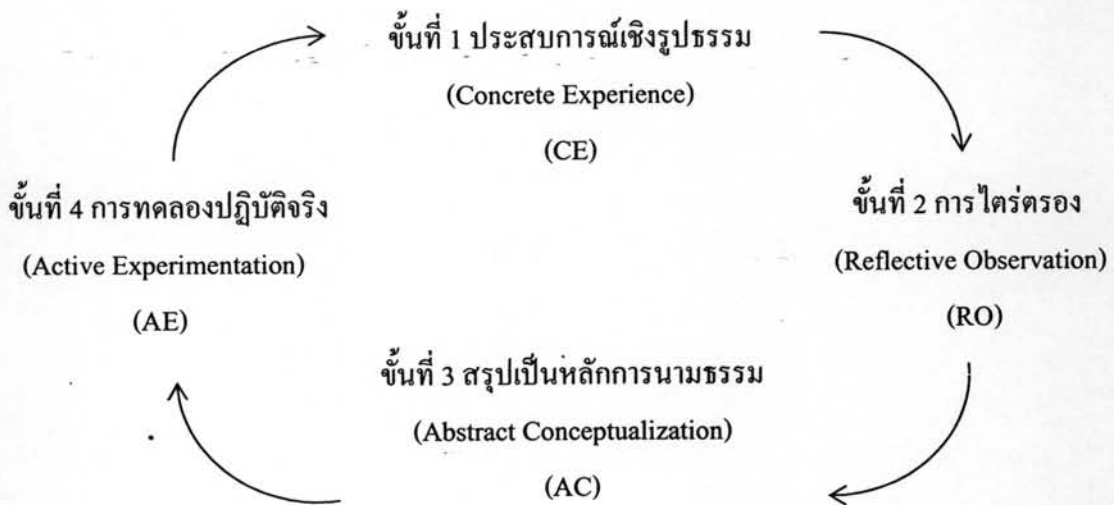 ขั้นที่ 1 ประสบการณ์เชิงรูปธรรม
(Concrete Experience)
(CE)
ขั้นที่ 2 การไตร่ตรอง
(Reflective Observation)
(RO)
ขั้นที่ 3 สรุปเป็นหลักการนามธรรม
(Abstract Conceptualization)
(AC)
ขั้นที่ 4 การทดลองปฏิบัติจริง
(Active Experimentation)
(AE)